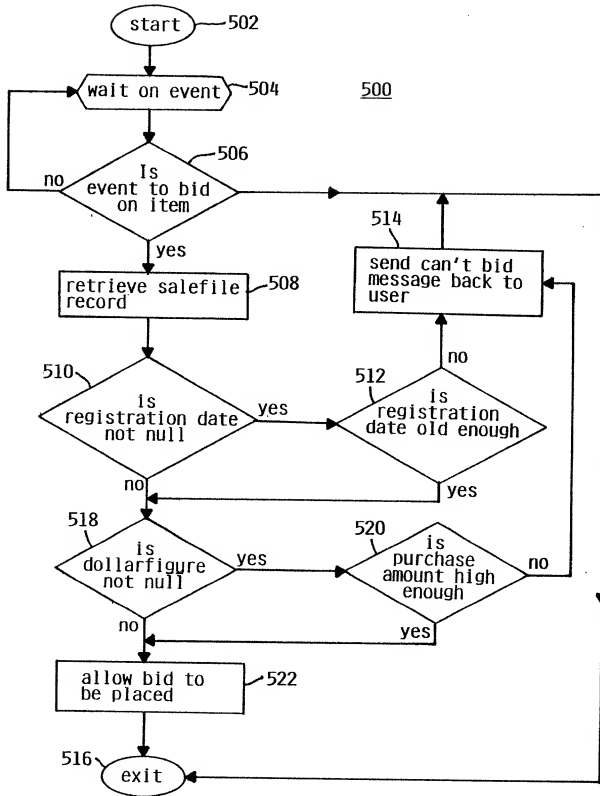 start
502
wait on event
504
500
Is
event to bid
on item
506
no
yes
514
send can't bid
message back to
user
retrieve salefile
record
508
no
510
is
registration date
not null
yes
512
is
registration
date old enough
no
yes
518
is
dollarfigure
not null
yes
520
is
purchase
amount high
enough
no
no
yes
allow bid to
be placed
522
516
exit